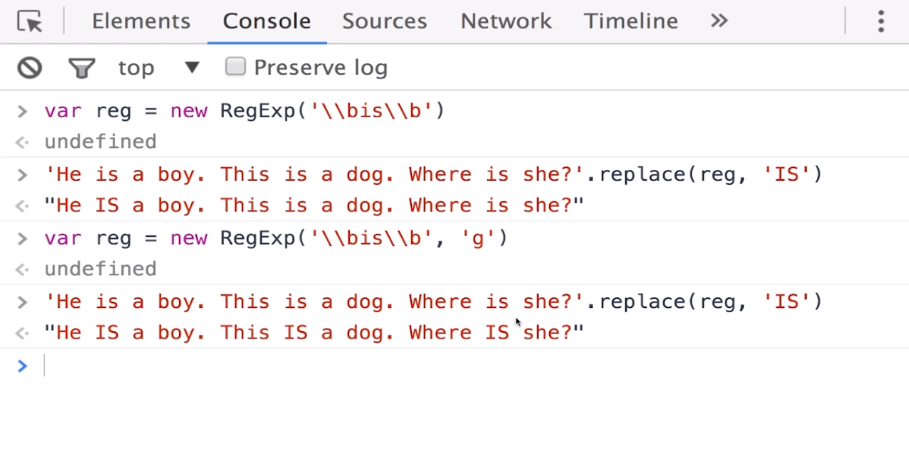 Elements Console Sources Network Timeline »
top ▼ Preserve log
> var reg = new RegExp('\\bis\\b')
<· undefined
> 'He is a boy. This is a dog. Where is she?'.replace(reg, 'IS')
<· "He IS a boy. This is a dog. Where is she?"
> var reg = new RegExp('\\bis\\b', 'g')
<· undefined
> 'He is a boy. This is a dog. Where is she?'.replace(reg, 'IS')
<· "He IS a boy. This IS a dog. Where IS she?"
>